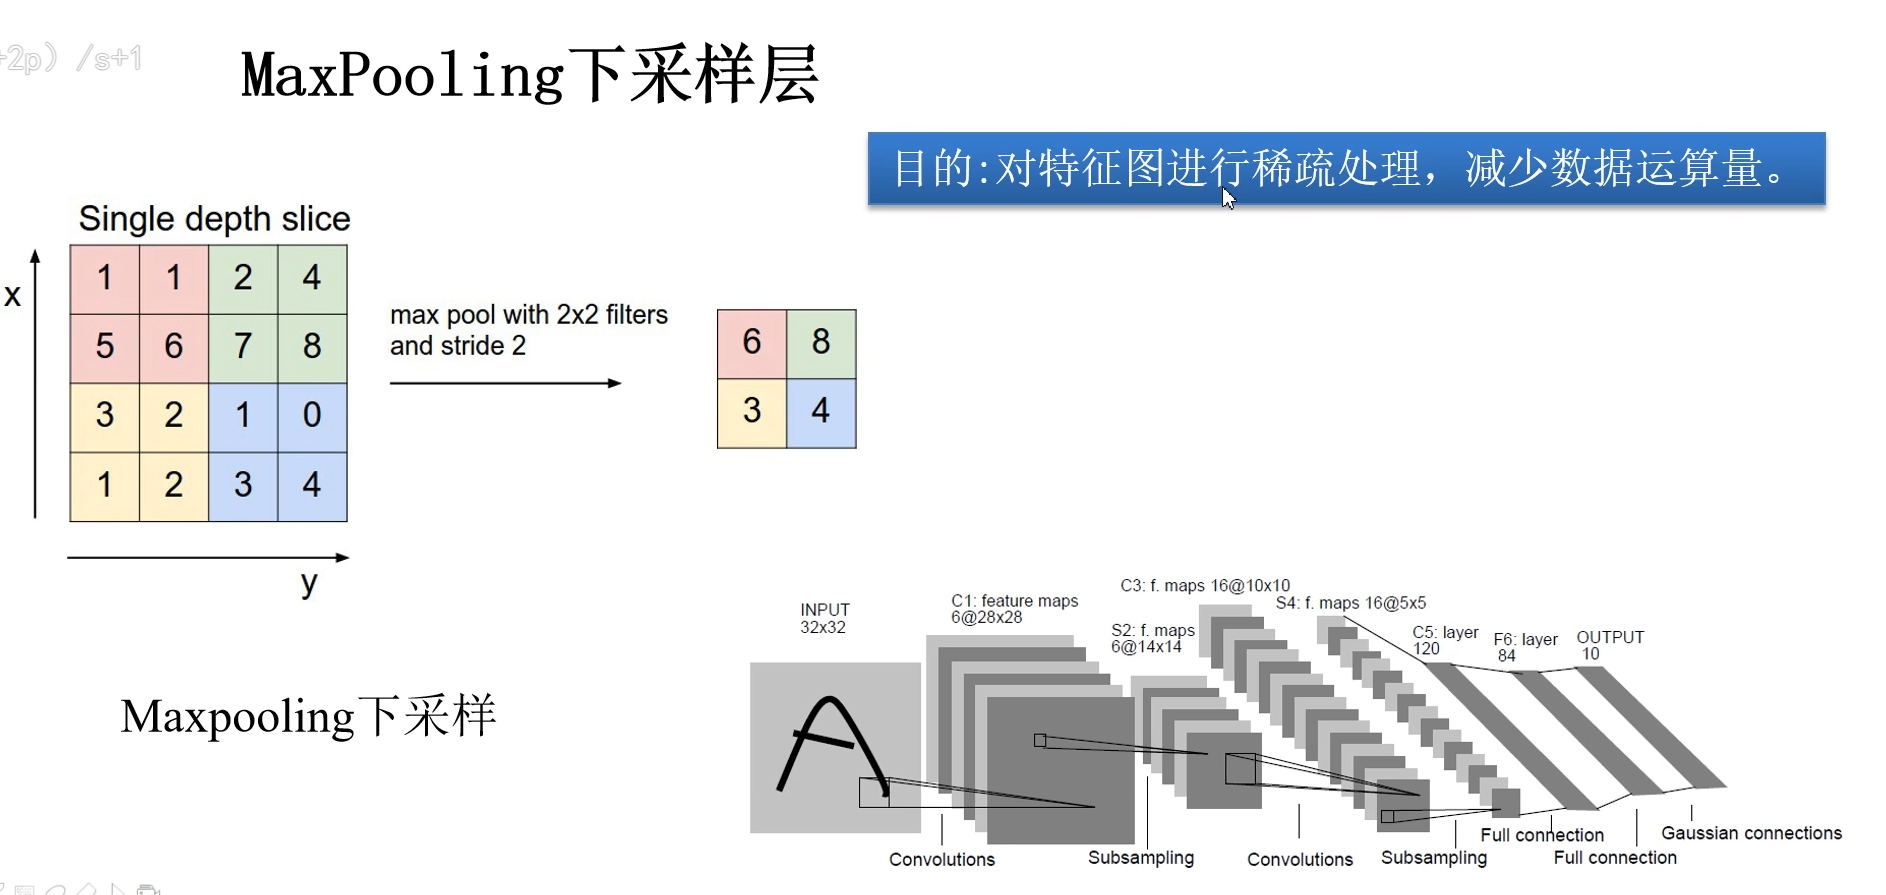 +2p）/s+1
MaxPooling下采样层
目的:对特征图进行稀疏处理，减少数据运算量。
Single depth slice
x
1 1 2 4
5 6 7 8
3 2 1 0
1 2 3 4
y
max pool with 2x2 filters
and stride 2
6 8
3 4
Maxpooling下采样
INPUT
32x32
C1: feature maps
6@28x28
S2: f. maps
6@14x14
C3: f. maps 16@10x10
S4: f. maps 16@5x5
C5: layer
120
F6: layer
84
OUTPUT
10
A
Convolutions
Subsampling
Convolutions
Subsampling
Full connection
Full connection
Gaussian connections